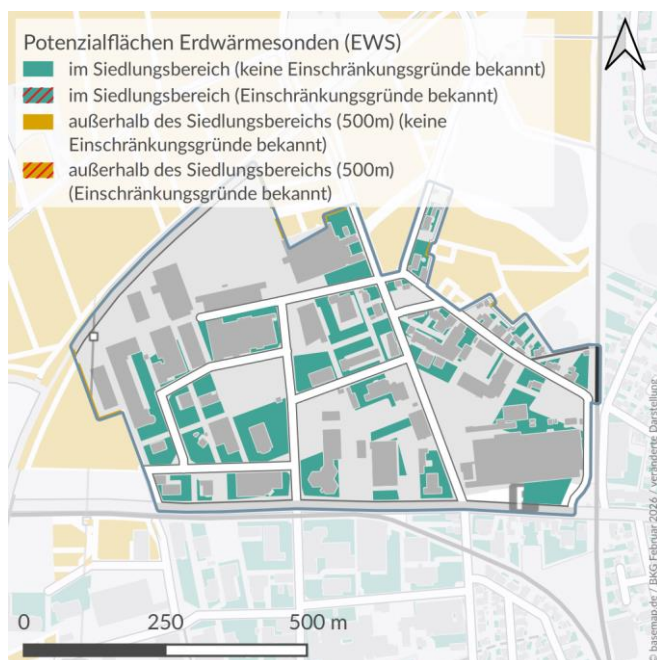 Potenzialflächen Erdwärmesonden (EWS)
im Siedlungsbereich (keine Einschränkungsgründe bekannt)
im Siedlungsbereich (Einschränkungsgründe bekannt)
außerhalb des Siedlungsbereichs (500m) (keine
Einschränkungsgründe bekannt)
außerhalb des Siedlungsbereichs (500m)
(Einschränkungsgründe bekannt)
0 250 500 m
© basemap.de / BKG Februar 2026 / veränderte Darstellung